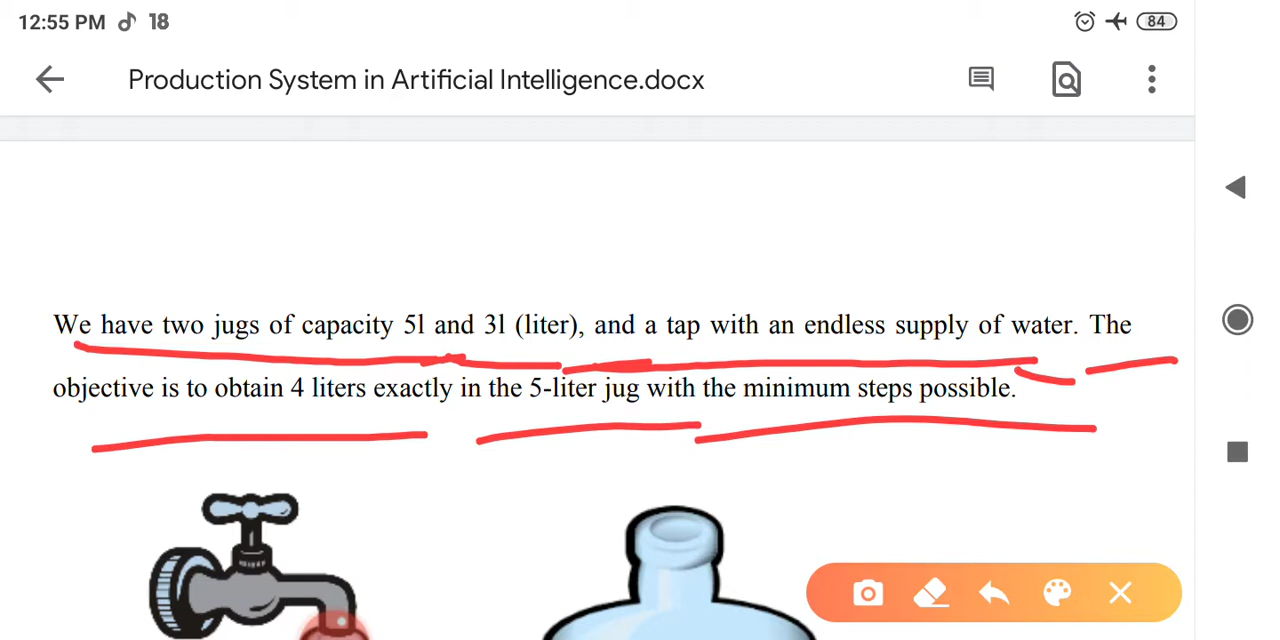 12:55 PM 18 84
Production System in Artificial Intelligence.docx
We have two jugs of capacity 5l and 3l (liter), and a tap with an endless supply of water. The
objective is to obtain 4 liters exactly in the 5-liter jug with the minimum steps possible.